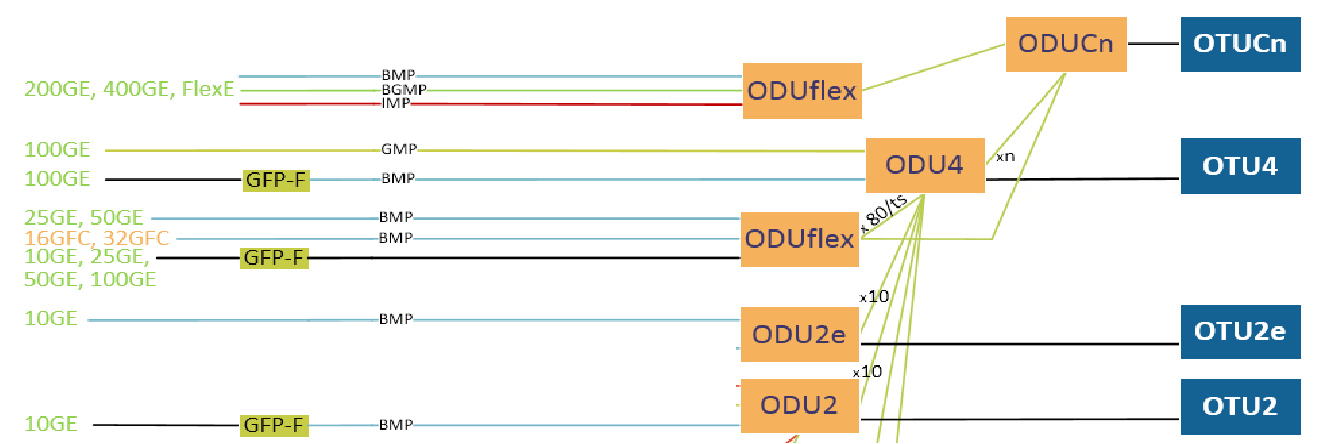 ODUCn
OTUCn
BMP
200GE, 400GE, FlexE
BGMP
ODUflex
IMP
100GE
GMP
ODU4
xn
OTU4
100GE
GFP-F
BMP
25GE, 50GE
BMP
x 80/ts
16GFC, 32GFC
BMP
ODUflex
10GE, 25GE,
GFP-F
50GE, 100GE
x10
10GE
BMP
ODU2e
OTU2e
x10
ODU2
OTU2
10GE
GFP-F
BMP